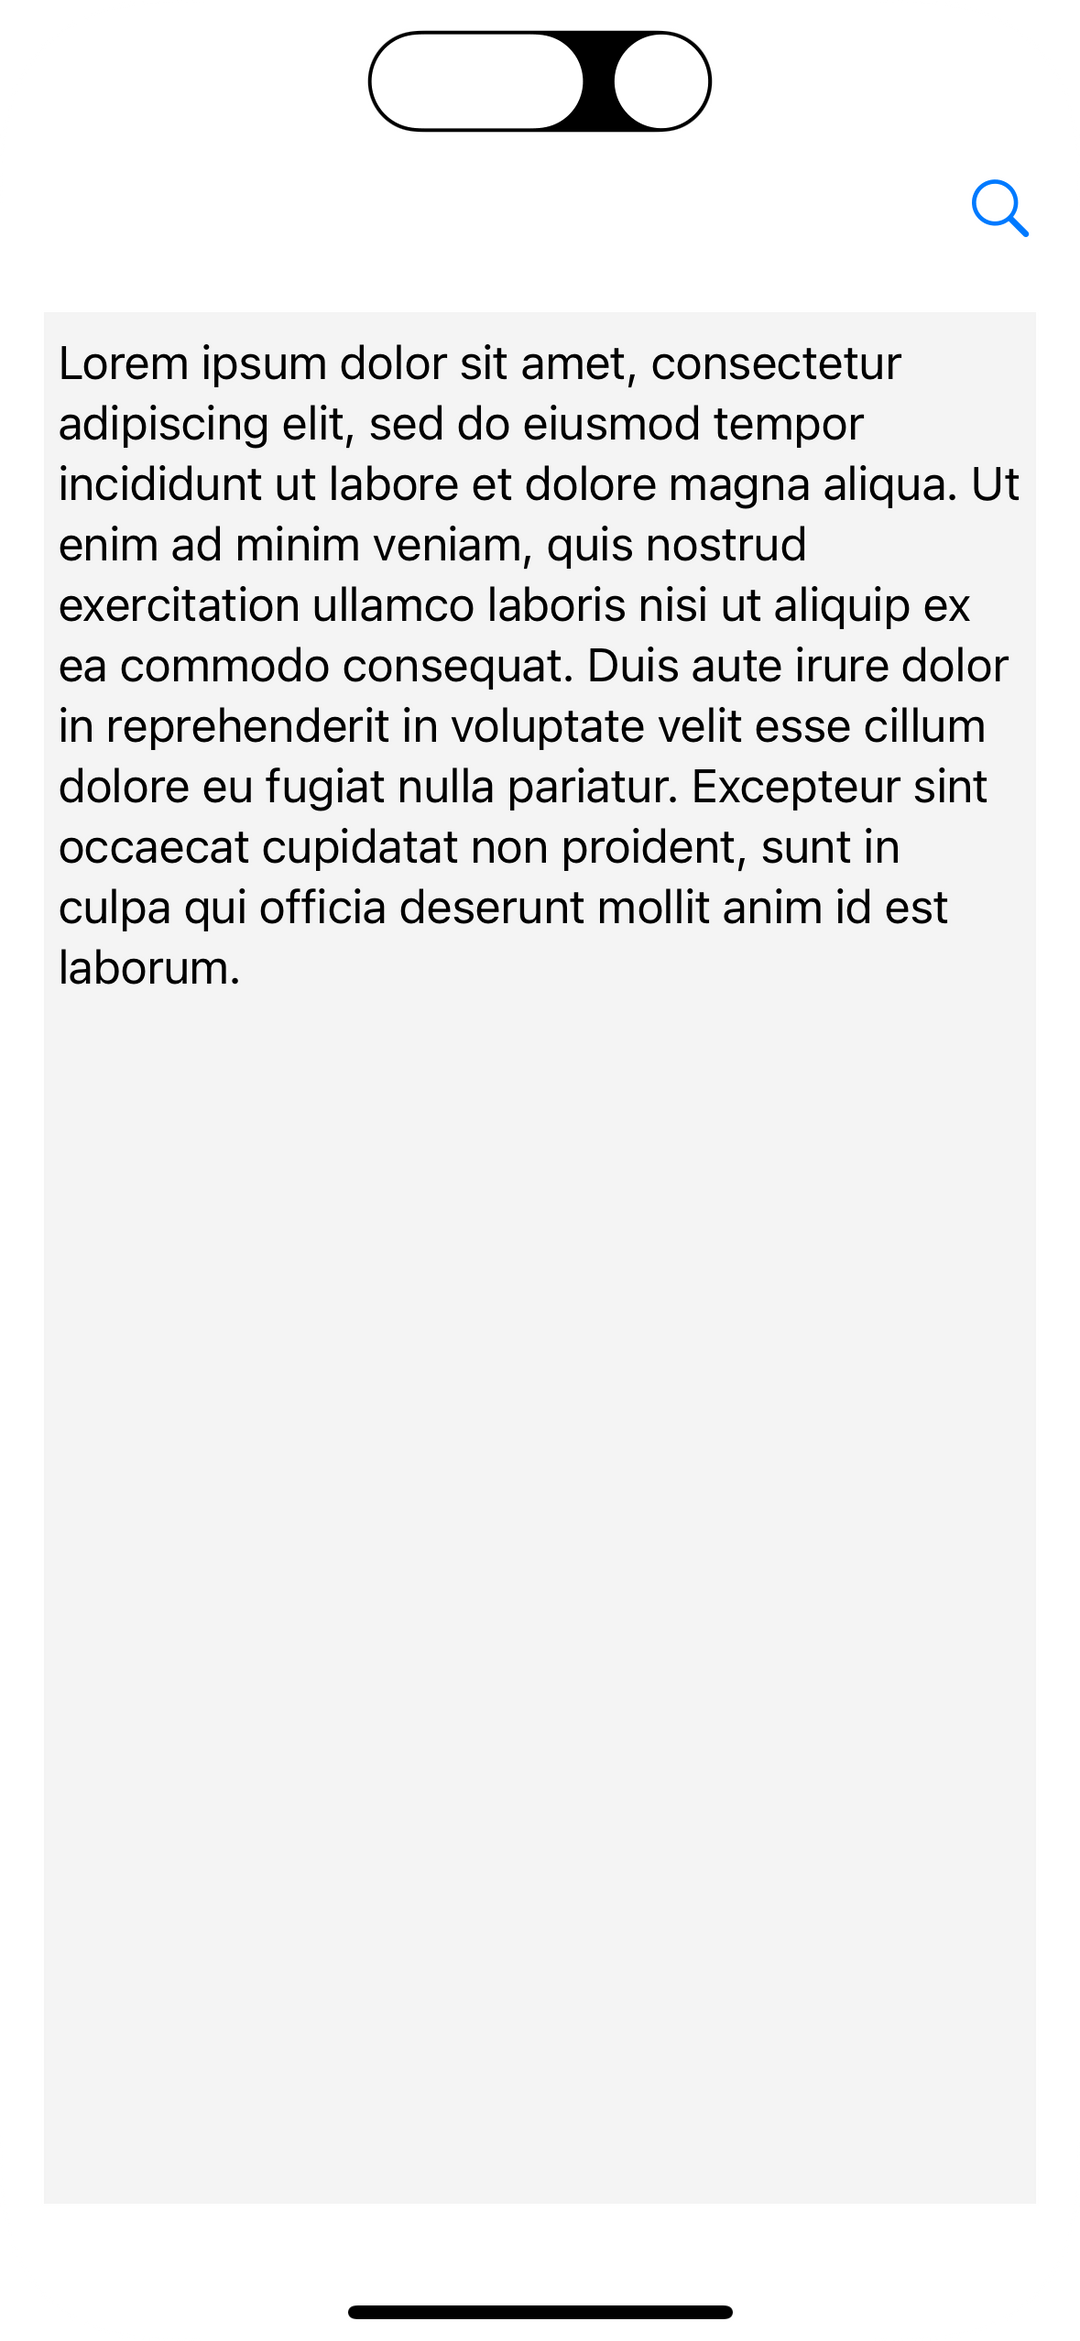 Lorem ipsum dolor sit amet, consectetur
adipiscing elit, sed do eiusmod tempor
incididunt ut labore et dolore magna aliqua. Ut
enim ad minim veniam, quis nostrud
exercitation ullamco laboris nisi ut aliquip ex
ea commodo consequat. Duis aute irure dolor
in reprehenderit in voluptate velit esse cillum
dolore eu fugiat nulla pariatur. Excepteur sint
occaecat cupidatat non proident, sunt in
culpa qui officia deserunt mollit anim id est
laborum.